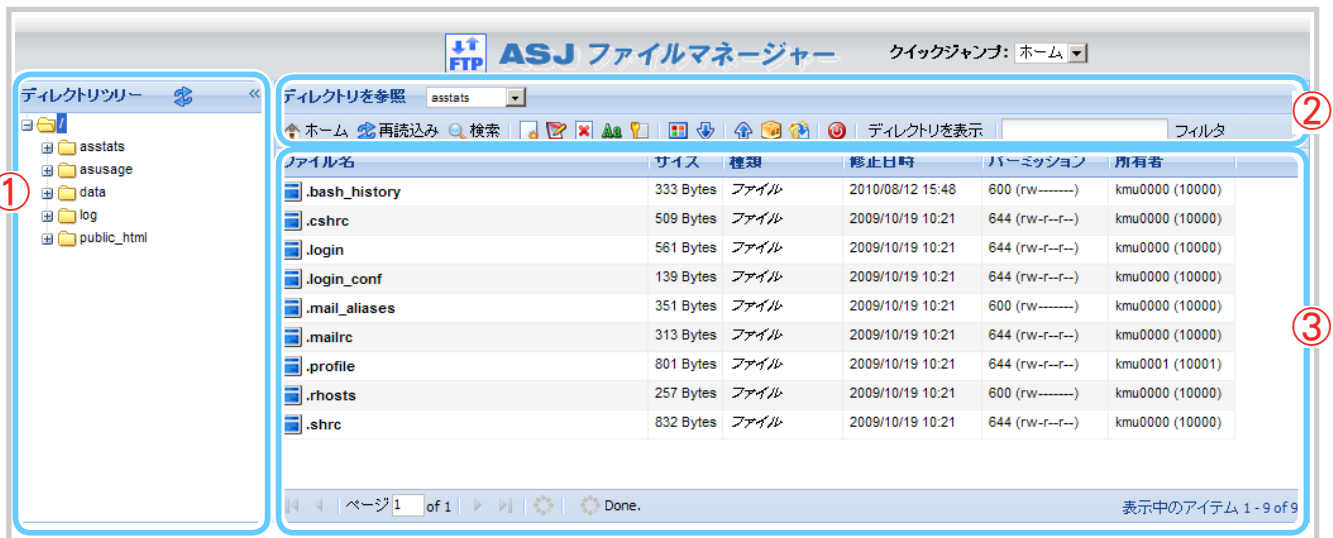 FTP ASJ ファイルマネージャー クイックジャンプ: ホーム
ディレクトリツリー «
/
asstats
asusage
data
log
public_html
①
ディレクトリを参照 asstats
ホーム 再読込み 検索 ディレクトリを表示 フィルタ
②
ファイル名 サイズ 種類 修正日時 パーミッション 所有者
.bash_history 333 Bytes ファイル 2010/08/12 15:48 600 (rw-------) kmu0000 (10000)
.cshrc 509 Bytes ファイル 2009/10/19 10:21 644 (rw-r--r--) kmu0000 (10000)
.login 561 Bytes ファイル 2009/10/19 10:21 644 (rw-r--r--) kmu0000 (10000)
.login_conf 139 Bytes ファイル 2009/10/19 10:21 644 (rw-r--r--) kmu0000 (10000)
.mail_aliases 351 Bytes ファイル 2009/10/19 10:21 600 (rw-------) kmu0000 (10000)
.mailrc 313 Bytes ファイル 2009/10/19 10:21 644 (rw-r--r--) kmu0000 (10000)
.profile 801 Bytes ファイル 2009/10/19 10:21 644 (rw-r--r--) kmu0001 (10001)
.rhosts 257 Bytes ファイル 2009/10/19 10:21 600 (rw-------) kmu0000 (10000)
.shrc 832 Bytes ファイル 2009/10/19 10:21 644 (rw-r--r--) kmu0000 (10000)
③
ページ 1 of 1 Done. 表示中のアイテム 1 - 9 of 9